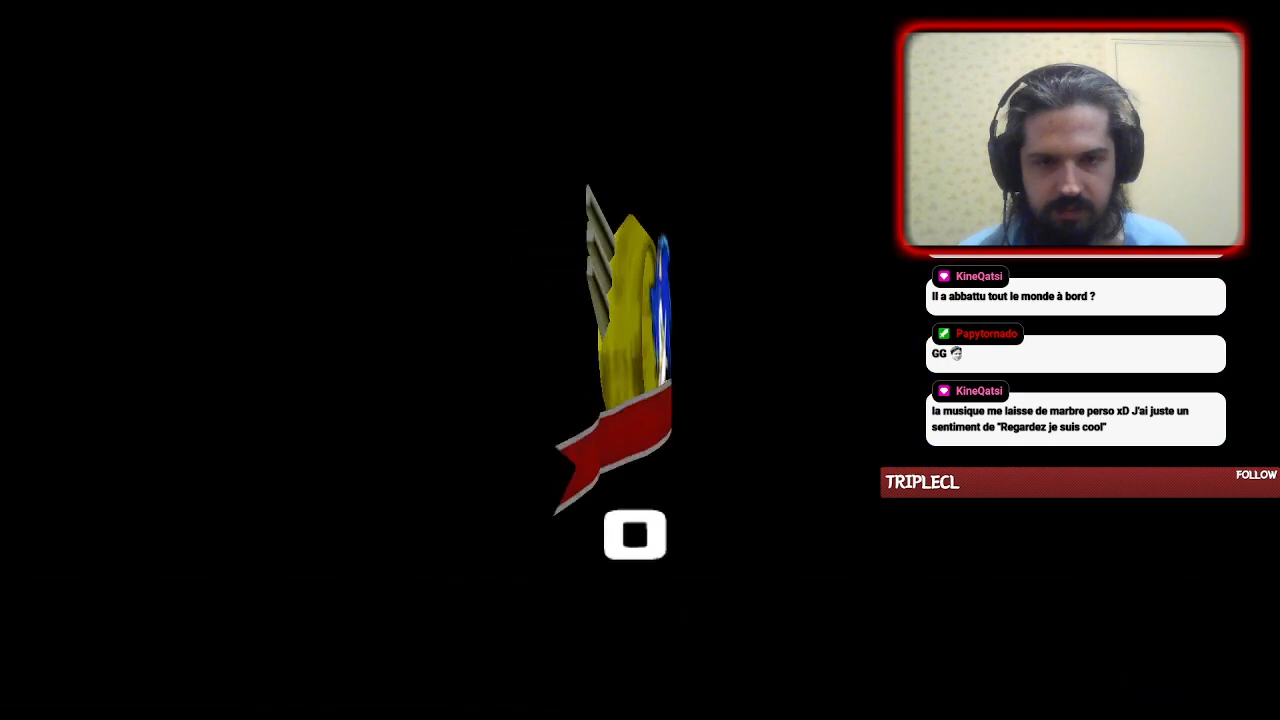 KineQatsi
Il a abbattu tout le monde à bord ?
Papytornado
GG
KineQatsi
la musique me laisse de marbre perso xD J'ai juste un
sentiment de "Regardez je suis cool"
TRIPLECL
FOLLOW
0